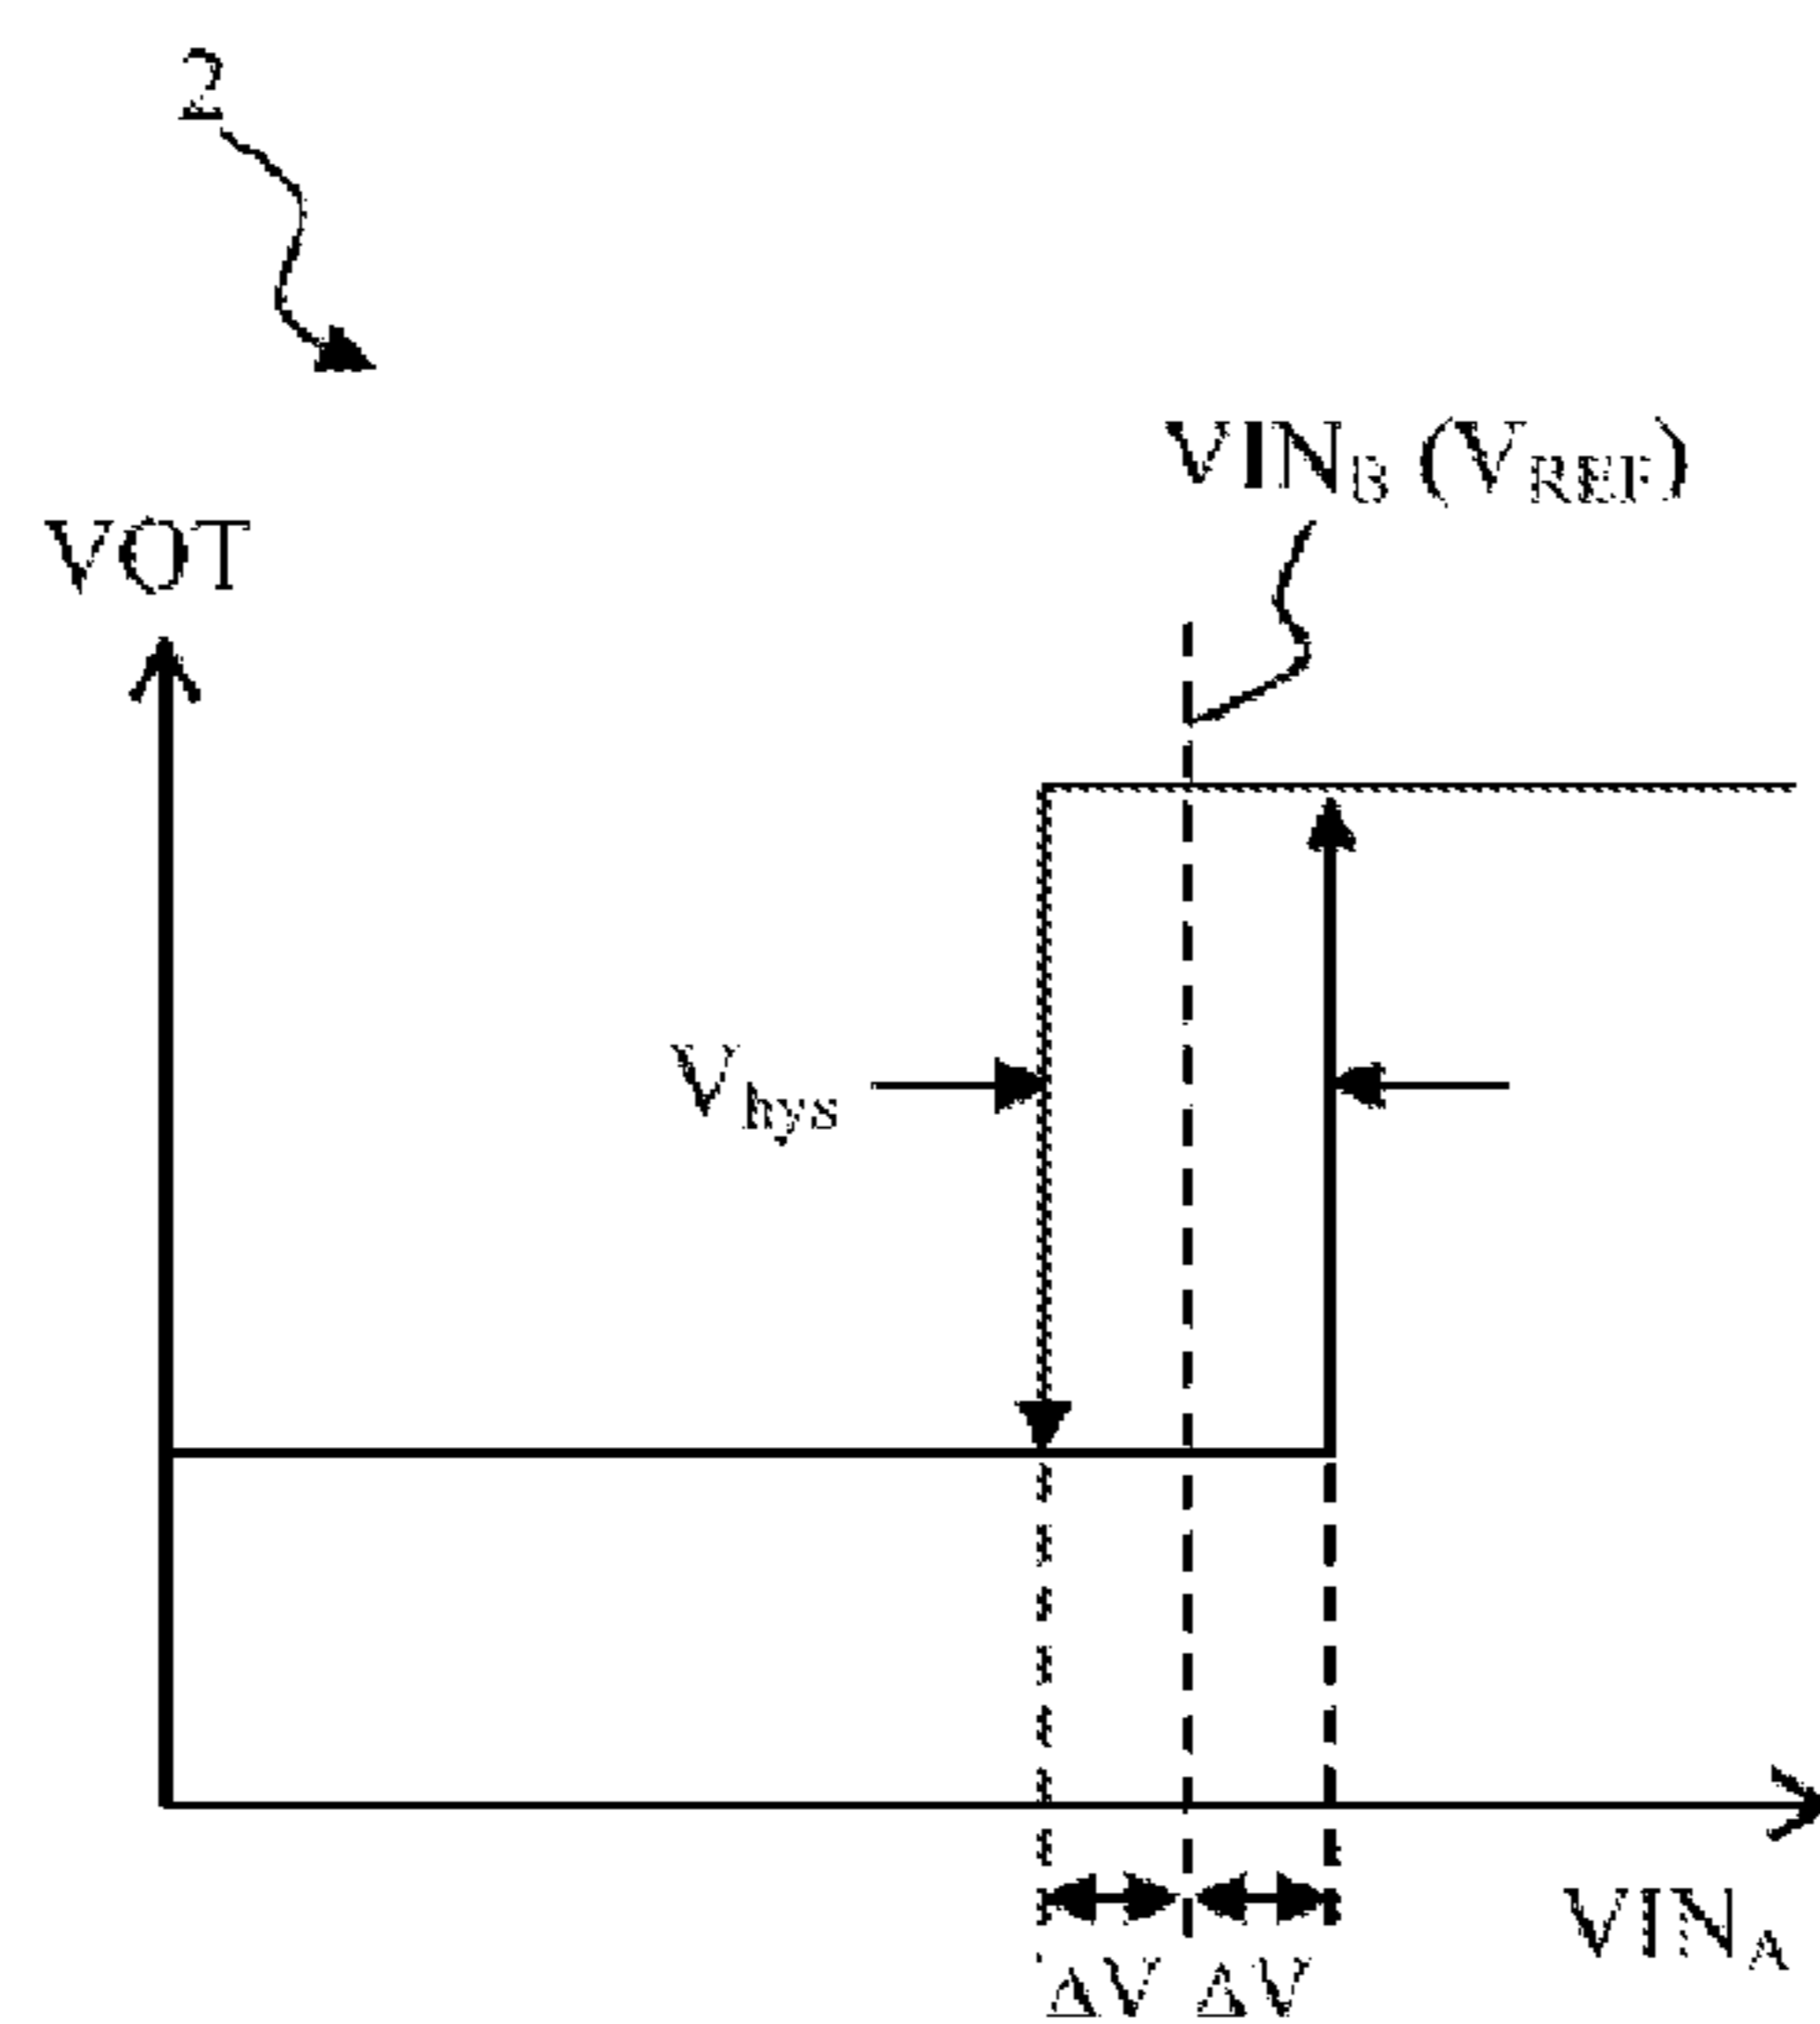 2
VIN_B (V_REF)
VOT
V_hys
ΔV ΔV
VIN_A